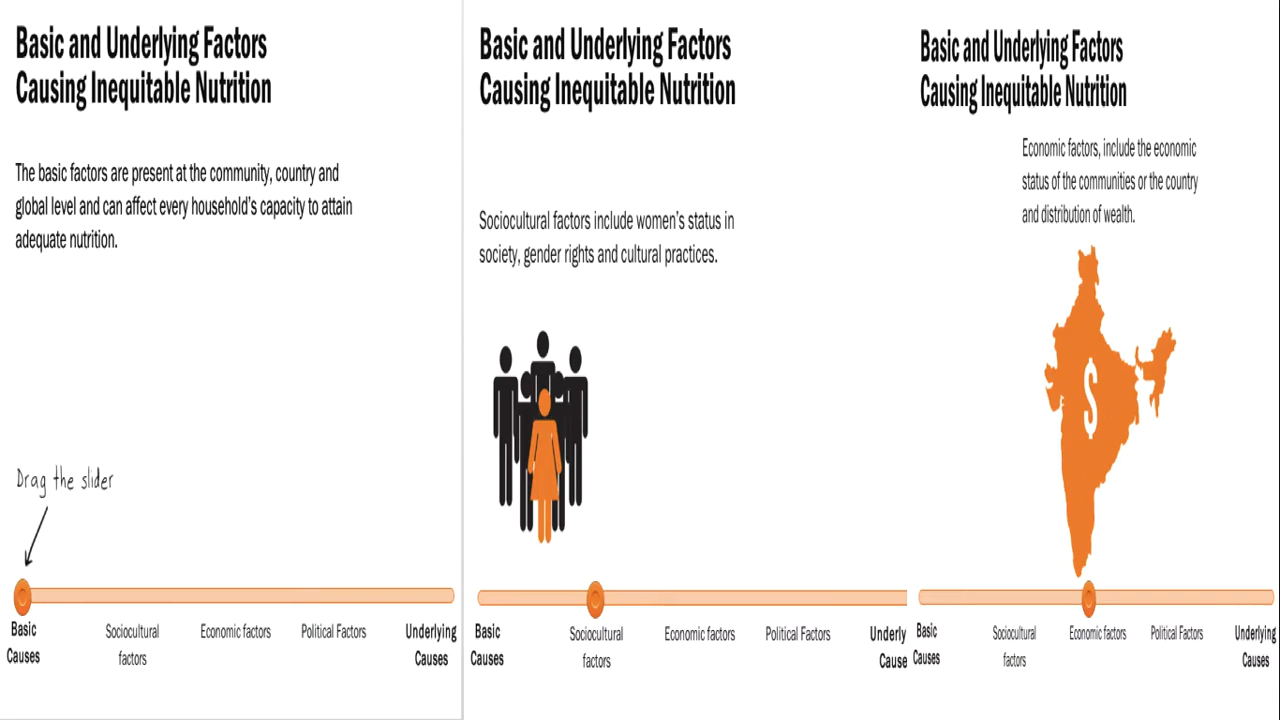 Basic and Underlying Factors
Causing Inequitable Nutrition
The basic factors are present at the community, country and
global level and can affect every household's capacity to attain
adequate nutrition.
Drag the slider
Basic
Causes
Sociocultural
factors
Economic factors
Political Factors
Underlying
Causes
Basic and Underlying Factors
Causing Inequitable Nutrition
Sociocultural factors include women's status in
society, gender rights and cultural practices.
Basic
Causes
Sociocultural
factors
Economic factors
Political Factors
Underly
Cause
Basic and Underlying Factors
Causing Inequitable Nutrition
Economic factors, include the economic
status of the communities or the country
and distribution of wealth.
$
Basic
Causes
Sociocultural
factors
Economic factors
Political Factors
Underlying
Causes